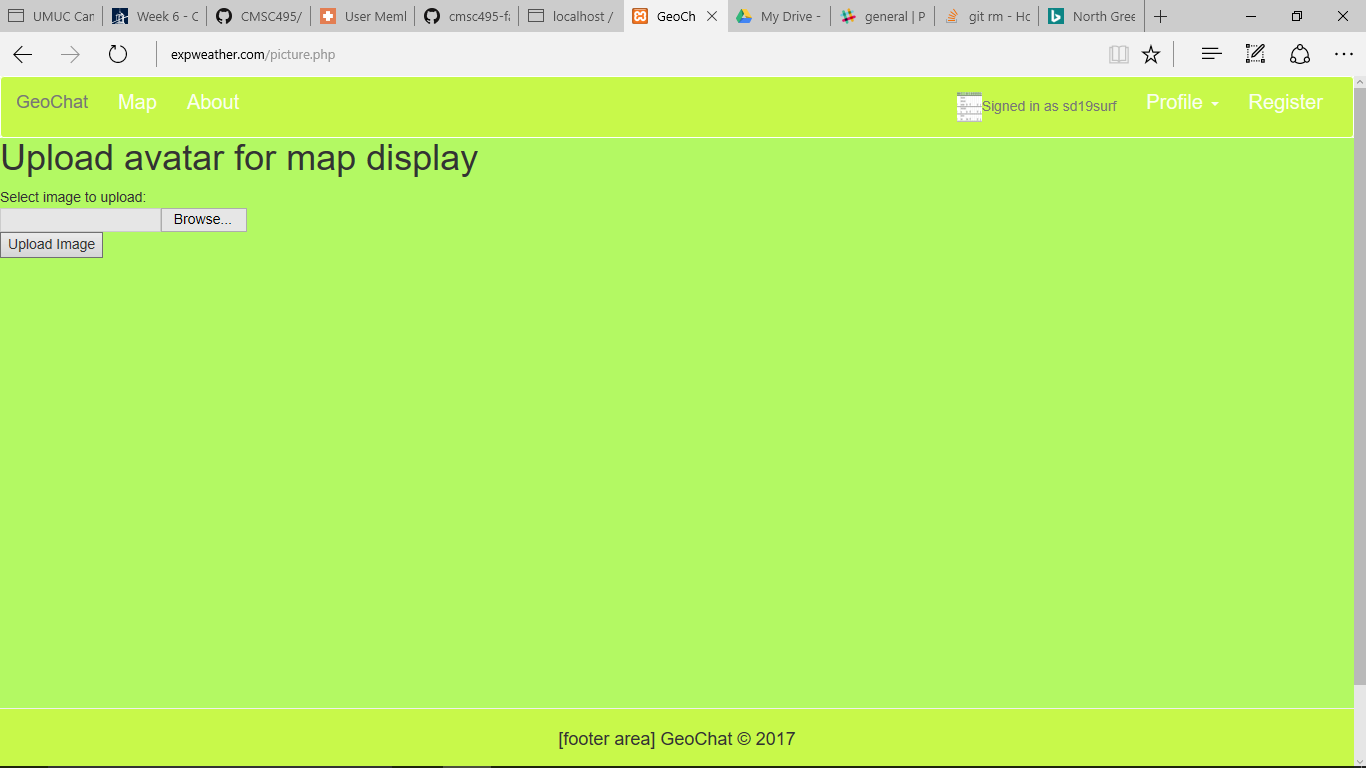 UMUC Car
Week 6 - C
CMSC495/
User Meml
cmsc495-fa
localhost /
GeoCh
My Drive -
general | P
git rm - Ho
North Gree
expweather.com/picture.php
GeoChat Map About Signed in as sd19surf Profile Register
Upload avatar for map display
Select image to upload:
Browse...
Upload Image
[footer area] GeoChat © 2017